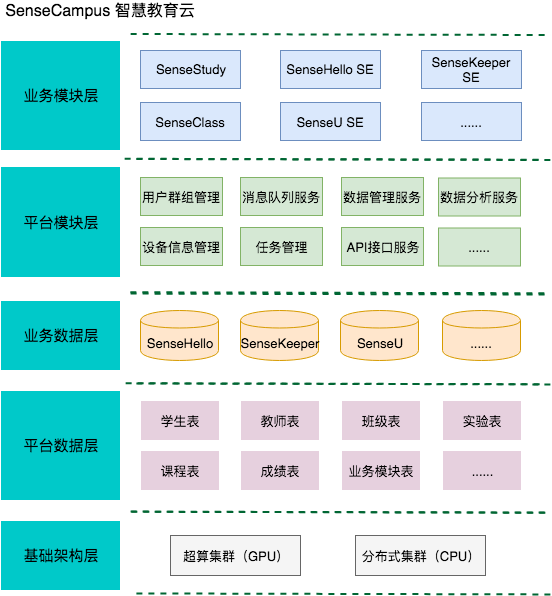 SenseCampus 智慧教育云
业务模块层
SenseStudy
SenseHello SE
SenseKeeper
SE
SenseClass
SenseU SE
......
平台模块层
用户群组管理
消息队列服务
数据管理服务
数据分析服务
设备信息管理
任务管理
API接口服务
......
业务数据层
SenseHello
SenseKeeper
SenseU
......
平台数据层
学生表
教师表
班级表
实验表
课程表
成绩表
业务模块表
......
基础架构层
超算集群（GPU）
分布式集群（CPU）